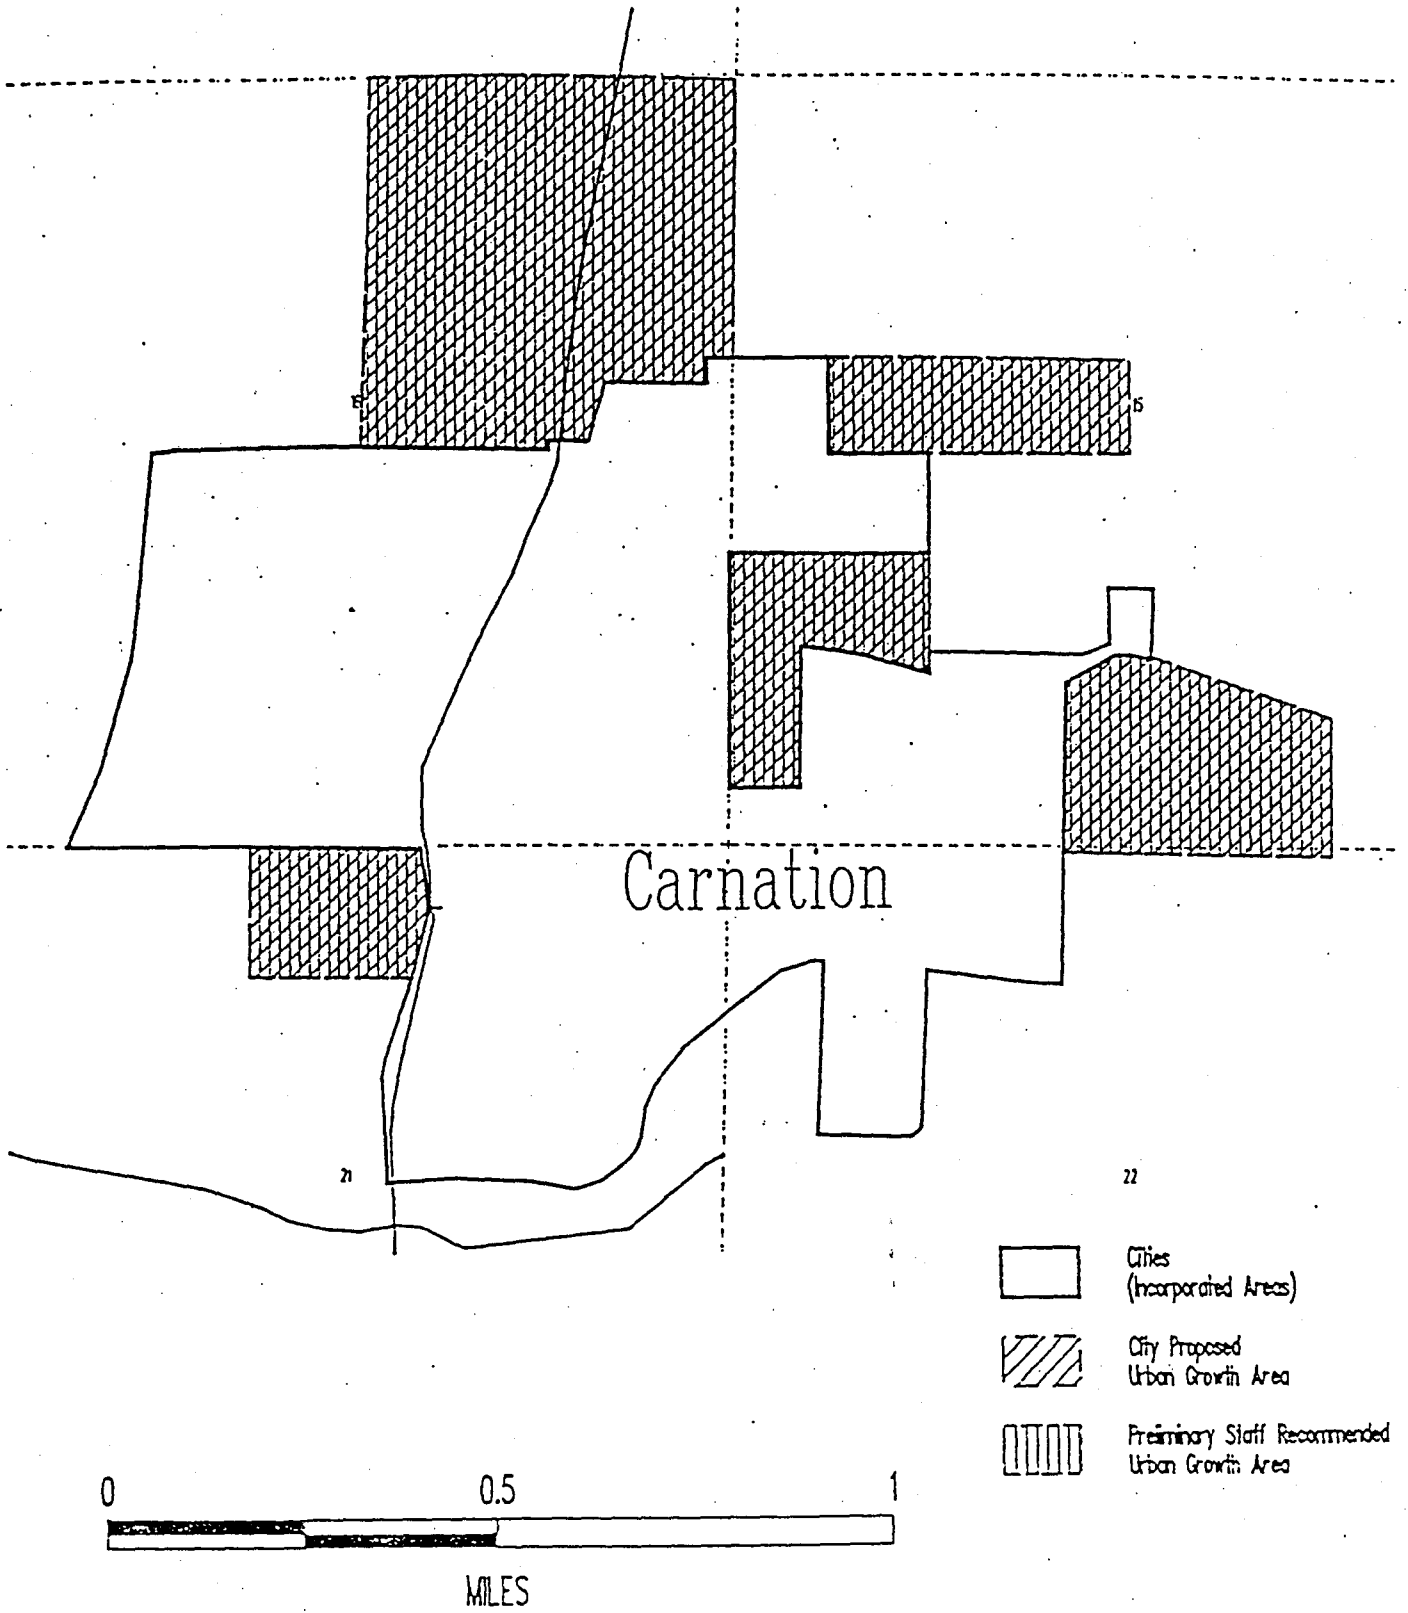 15
Carnation
21
22
Cities
(Incorporated Areas)
City Proposed
Urban Growth Area
Preliminary Staff Recommended
Urban Growth Area
0 0.5 1
MILES